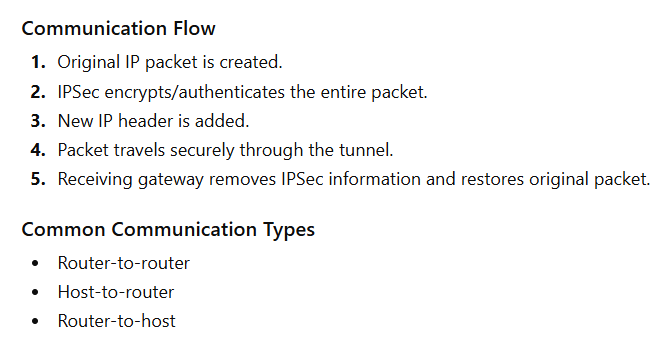 Communication Flow
1. Original IP packet is created.
2. IPSec encrypts/authenticates the entire packet.
3. New IP header is added.
4. Packet travels securely through the tunnel.
5. Receiving gateway removes IPSec information and restores original packet.
Common Communication Types
• Router-to-router
• Host-to-router
• Router-to-host